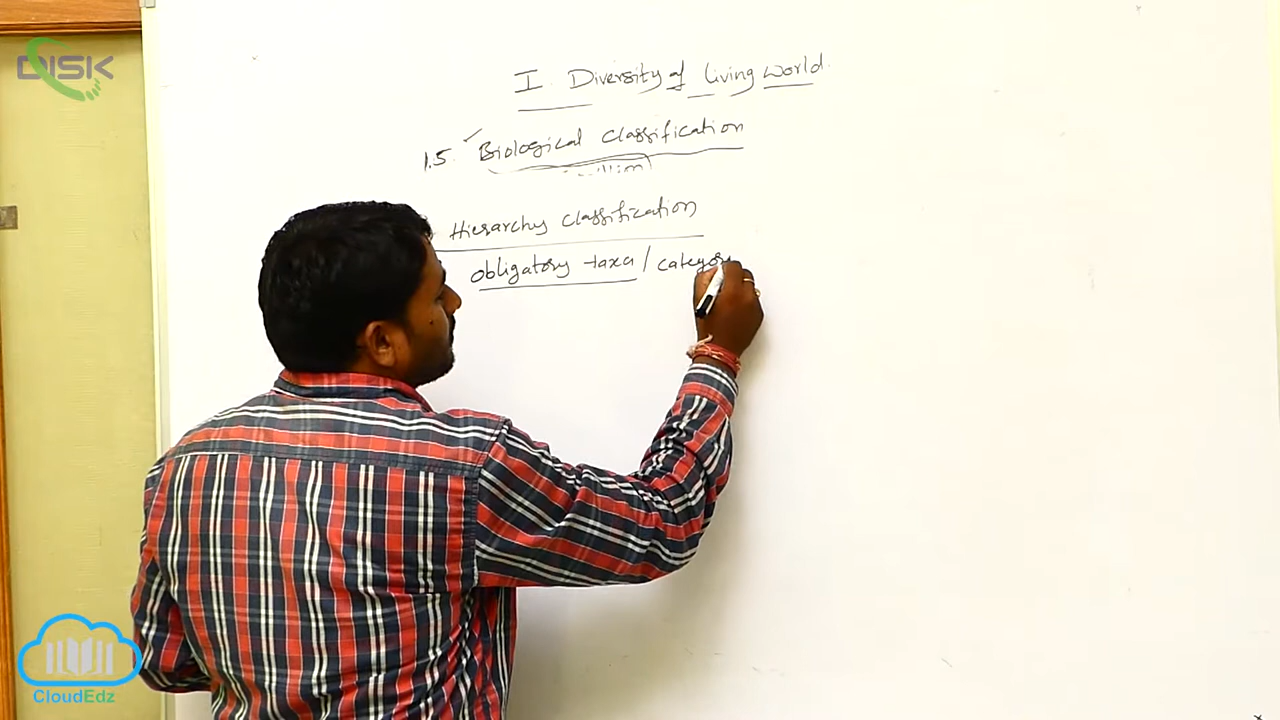 DISK
I. Diversity of living world.
1.5. Biological classification
Hierarchy classification
obligatory taxa / category
CloudEdz